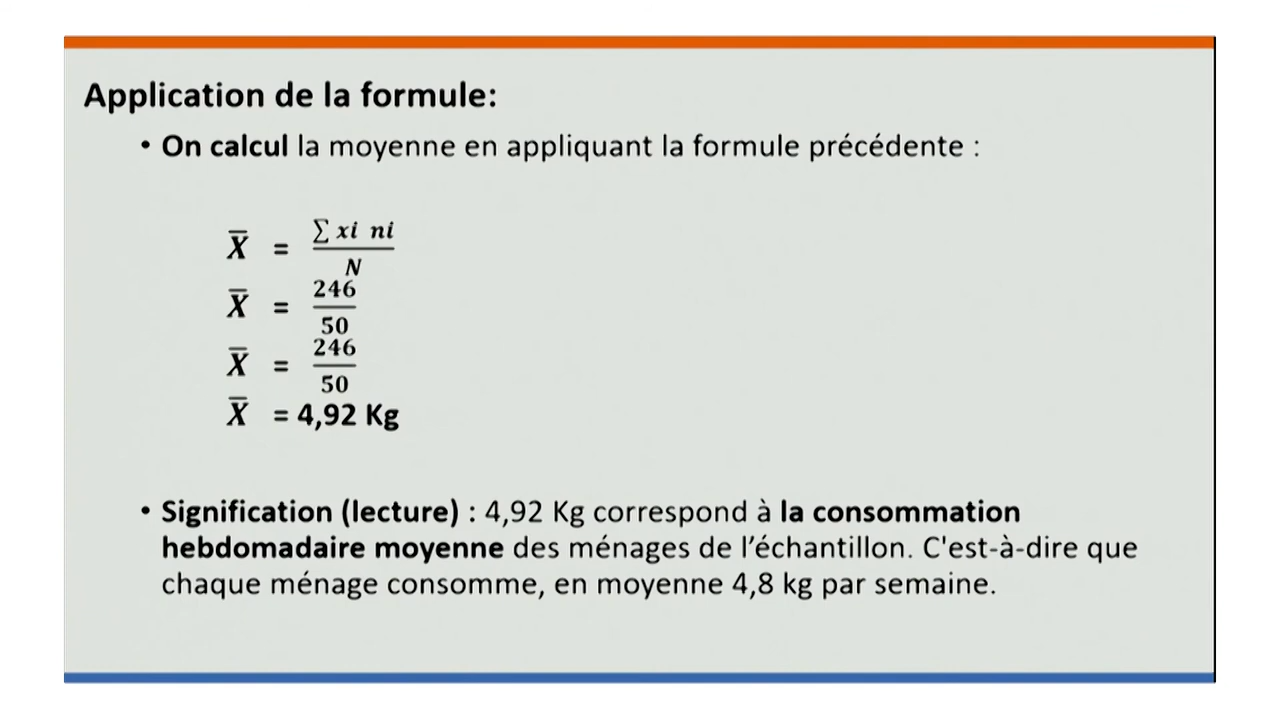 Application de la formule:
• On calcul la moyenne en appliquant la formule précédente :
X̅ = ∑ xi ni / N
X̅ = 246 / 50
X̅ = 246 / 50
X̅ = 4,92 Kg
• Signification (lecture) : 4,92 Kg correspond à la consommation
hebdomadaire moyenne des ménages de l’échantillon. C'est-à-dire que
chaque ménage consomme, en moyenne 4,8 kg par semaine.